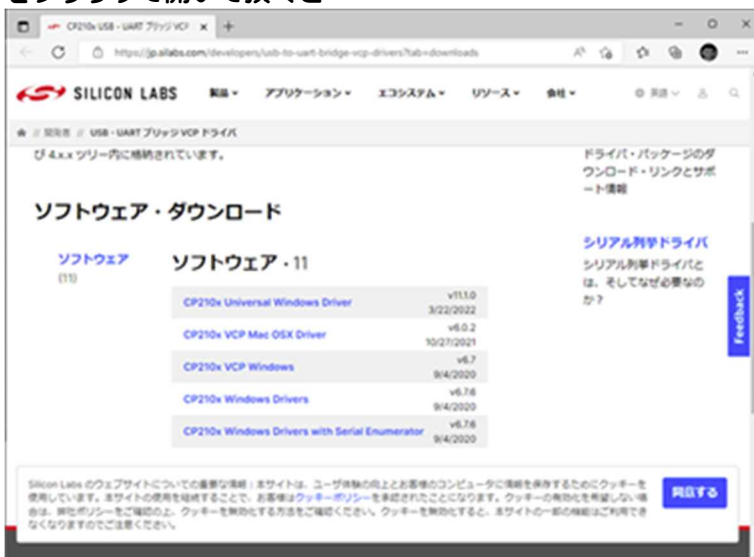 CP210x USB - UART ブリッジ VCP
https://jp.silabs.com/developers/usb-to-uart-bridge-vcp-drivers?tab=downloads
SILICON LABS 製品 アプリケーション エコシステム リソース 会社 英語
// 開発者 // USB - UART ブリッジ VCP ドライバ
び 4.x.x ツリー内に格納されています。
ソフトウェア・ダウンロード
ソフトウェア
(11)
ソフトウェア · 11
CP210x Universal Windows Driver v11.1.0
3/22/2022
CP210x VCP Mac OSX Driver v6.0.2
10/27/2021
CP210x VCP Windows v6.7
9/4/2020
CP210x Windows Drivers v6.7.6
9/4/2020
CP210x Windows Drivers with Serial Enumerator v6.7.6
9/4/2020
ドライバ・パッケージのダ
ウンロード・リンクとサポ
ート情報
シリアル列挙ドライバ
シリアル列挙ドライバと
は、そしてなぜ必要なの
か？
Feedback
Silicon Labs のウェブサイトについての重要な情報：本サイトは、ユーザ体験の向上とお客様のコンピュータに情報を保存するためにクッキーを
使用しています。本サイトの使用を継続することで、お客様はクッキーポリシーを承認されたことになります。クッキーの有効化を希望しない場
合は、弊社ポリシーをご確認の上、クッキーを無効化する方法をご確認ください。クッキーを無効化すると、本サイトの一部の機能はご利用でき
なくなりますのでご注意ください。
同意する